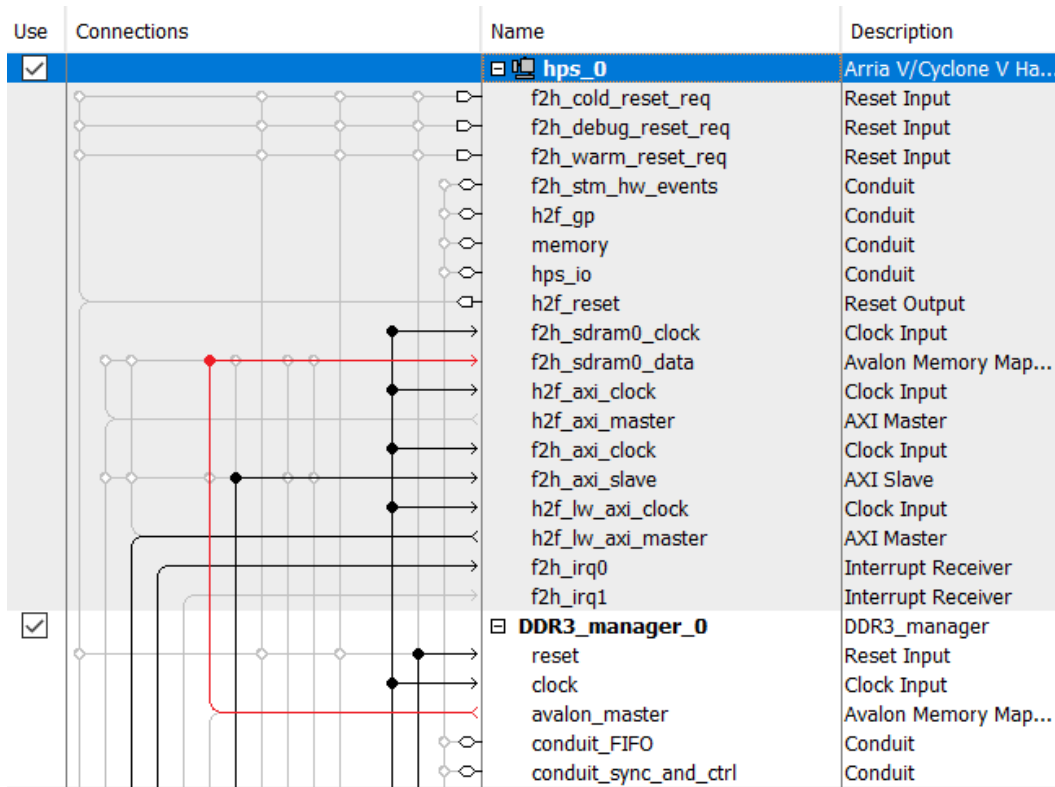 Use Connections Name Description
hps_0 Arria V/Cyclone V Ha...
f2h_cold_reset_req Reset Input
f2h_debug_reset_req Reset Input
f2h_warm_reset_req Reset Input
f2h_stm_hw_events Conduit
h2f_gp Conduit
memory Conduit
hps_io Conduit
h2f_reset Reset Output
f2h_sdram0_clock Clock Input
f2h_sdram0_data Avalon Memory Map...
h2f_axi_clock Clock Input
h2f_axi_master AXI Master
f2h_axi_clock Clock Input
f2h_axi_slave AXI Slave
h2f_lw_axi_clock Clock Input
h2f_lw_axi_master AXI Master
f2h_irq0 Interrupt Receiver
f2h_irq1 Interrupt Receiver
DDR3_manager_0 DDR3_manager
reset Reset Input
clock Clock Input
avalon_master Avalon Memory Map...
conduit_FIFO Conduit
conduit_sync_and_ctrl Conduit